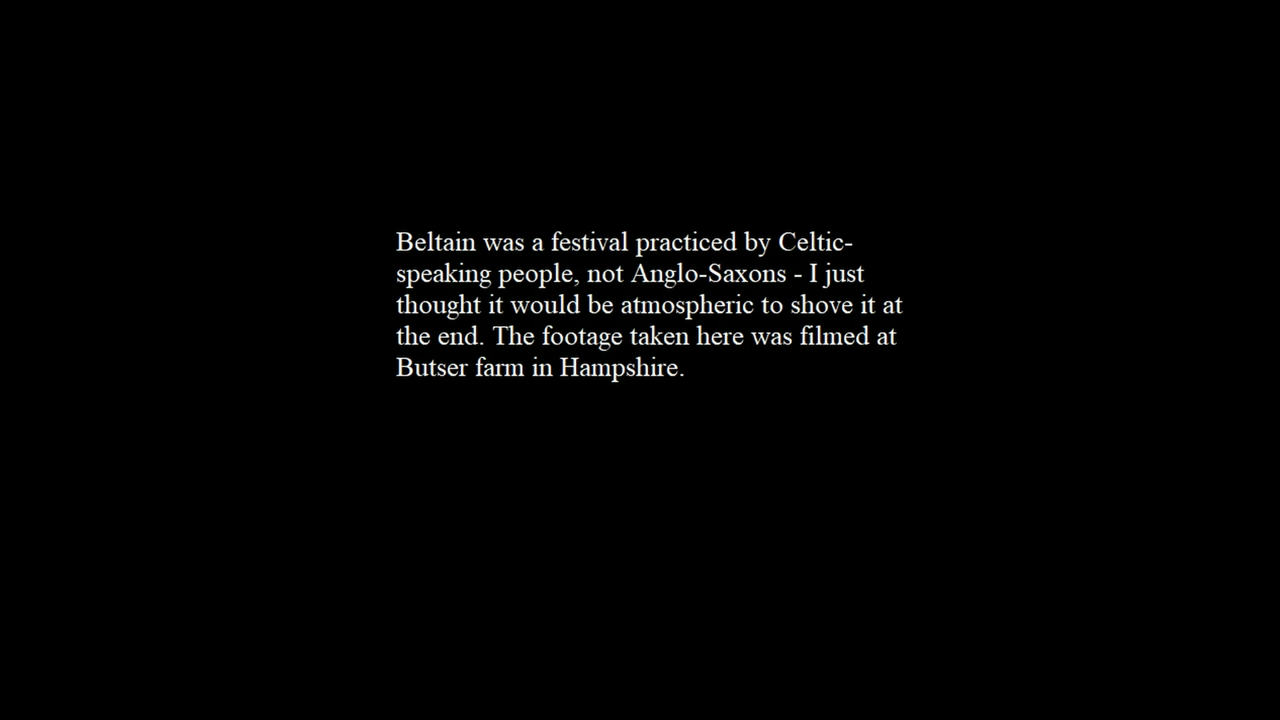 Beltain was a festival practiced by Celtic-
speaking people, not Anglo-Saxons - I just
thought it would be atmospheric to shove it at
the end. The footage taken here was filmed at
Butser farm in Hampshire.